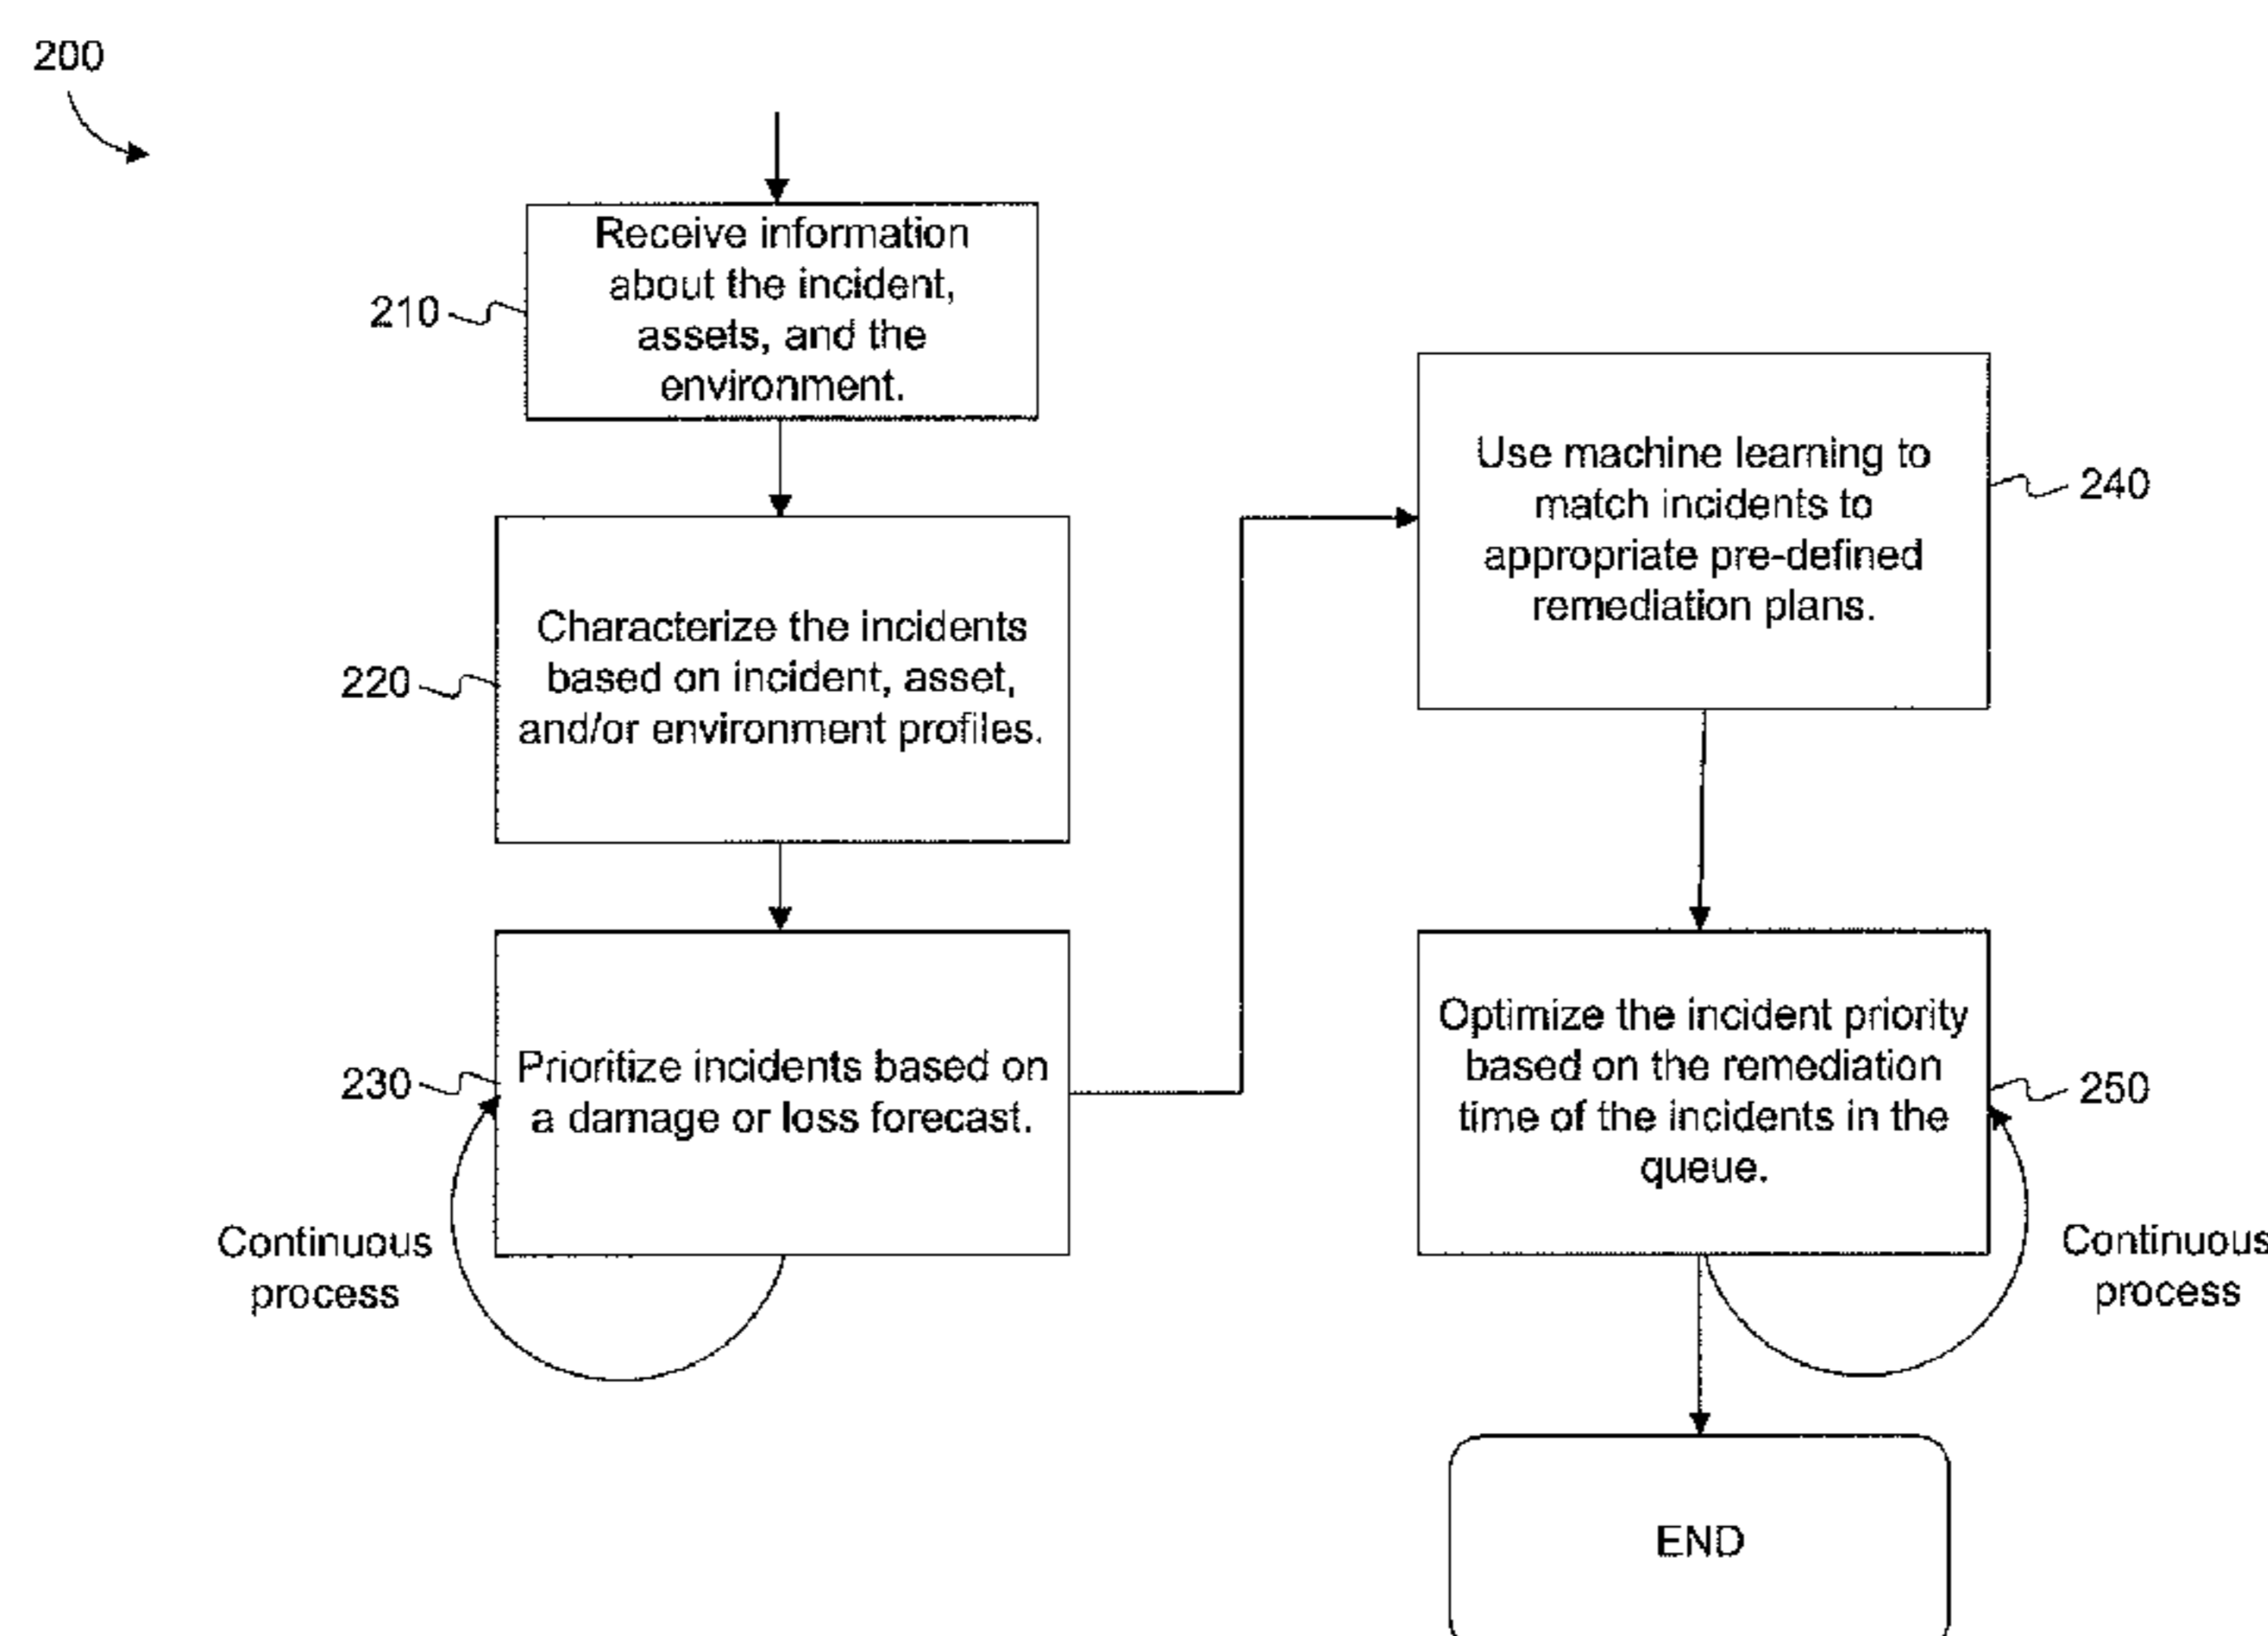 200
210
Receive information
about the incident,
assets, and the
environment.
220
Characterize the incidents
based on incident, asset,
and/or environment profiles.
230
Prioritize incidents based on
a damage or loss forecast.
Continuous
process
Use machine learning to
match incidents to
appropriate pre-defined
remediation plans.
240
Optimize the incident priority
based on the remediation
time of the incidents in the
queue.
250
Continuous
process
END